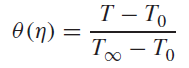 θ(η) = (T − T₀) / (T∞ − T₀)